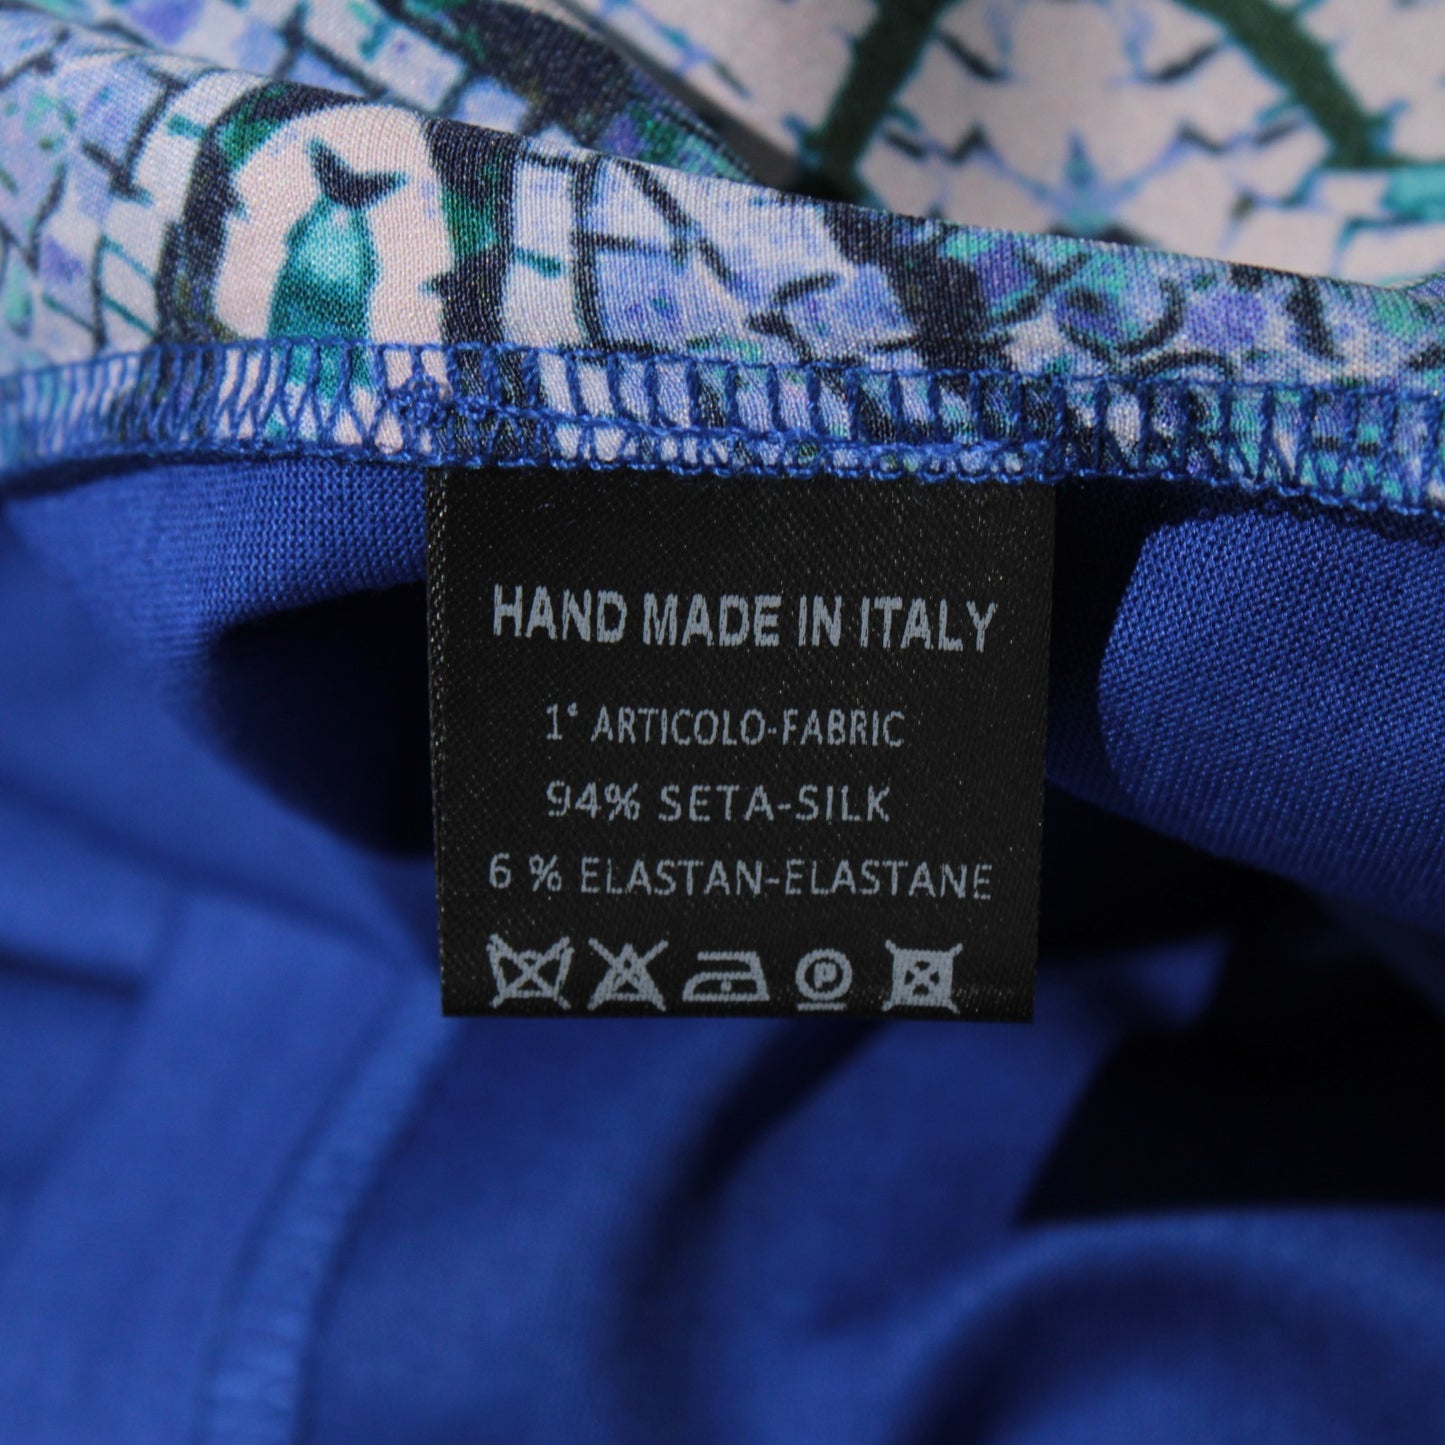 HAND MADE IN ITALY
1° ARTICOLO-FABRIC
94% SETA-SILK
6 % ELASTAN-ELASTANE
P